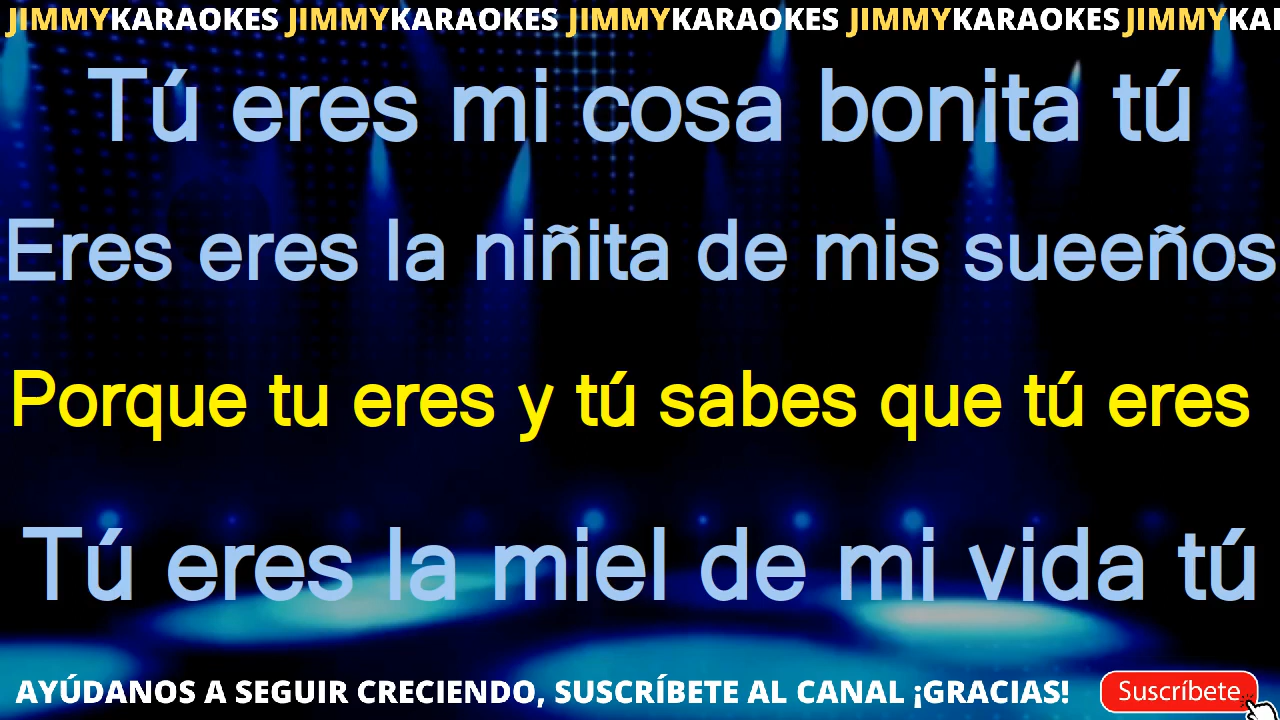 JIMMYKARAOKES JIMMYKARAOKES JIMMYKARAOKES JIMMYKARAOKES JIMMYKAI
Tú eres mi cosa bonita tú
Eres eres la niñita de mis sueeños
Porque tu eres y tú sabes que tú eres
Tú eres la miel de mi vida tú
AYÚDANOS A SEGUIR CRECIENDO, SUSCRÍBETE AL CANAL ¡GRACIAS!
Suscríbete